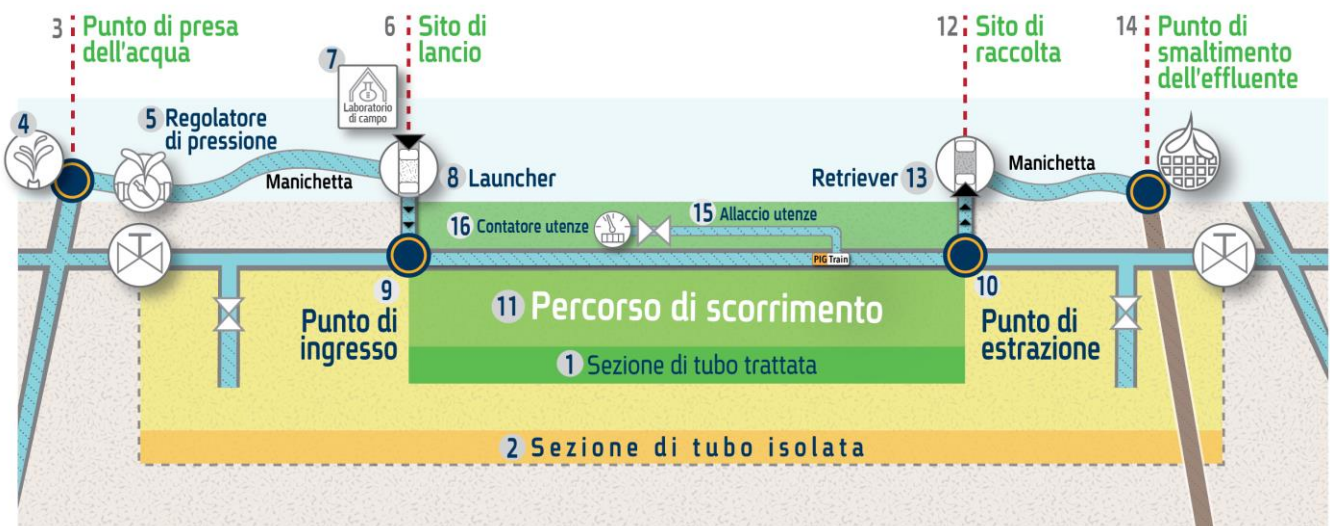 3 Punto di presa
dell'acqua
6 Sito di
lancio
12 Sito di
raccolta
14 Punto di
smaltimento
dell'effluente
7
Laboratorio
di campo
4
5 Regolatore
di pressione
Manichetta
8 Launcher
Retriever 13
Manichetta
16 Contatore utenze
15 Allaccio utenze
PIG Train
9
Punto di
ingresso
10
Punto di
estrazione
11 Percorso di scorrimento
1 Sezione di tubo trattata
2 Sezione di tubo isolata